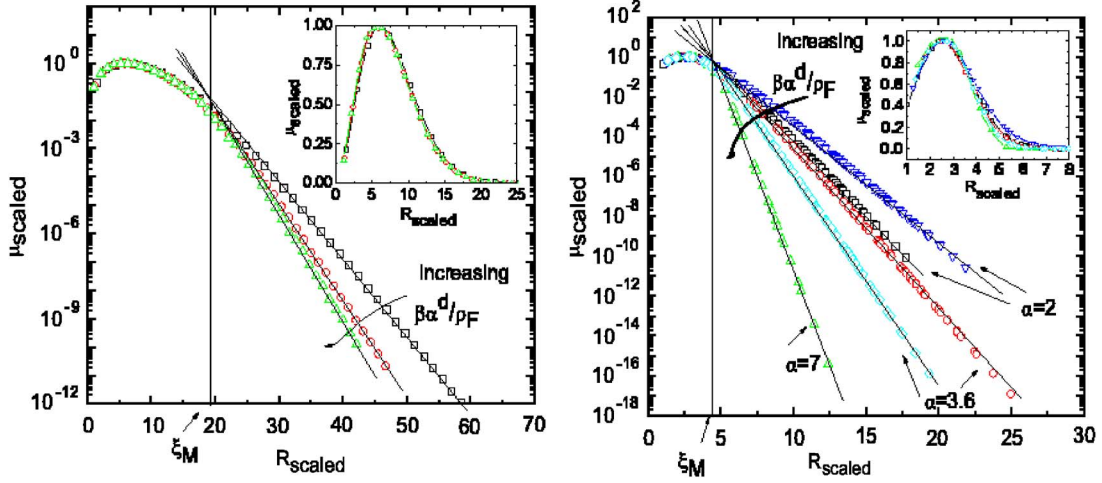 10^0
10^-3
10^-6
10^-9
10^-12
μscaled
0 10 20 30 40 50 60 70
ξM
Rscaled
Increasing
βα^d/ρF
1.00
0.75
0.50
0.25
0.00
μscaled
0 5 10 15 20 25
Rscaled
10^2
10^0
10^-2
10^-4
10^-6
10^-8
10^-10
10^-12
10^-14
10^-16
10^-18
μscaled
0 5 10 15 20 25 30
ξM
Rscaled
Increasing
βα^d/ρF
α=2
α=7
α=3.6
1.0
0.8
0.6
0.4
0.2
0.0
μscaled
1 2 3 4 5 6 7 8
Rscaled